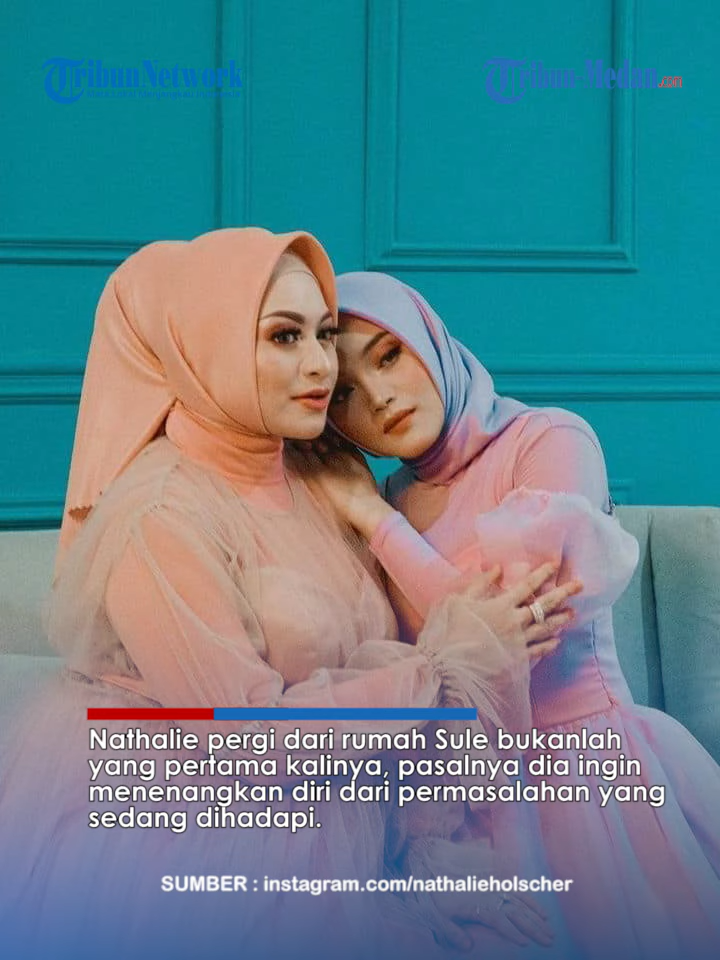 TribunNetwork
Tribun-Medan.com
Nathalie pergi dari rumah Sule bukanlah
yang pertama kalinya, pasalnya dia ingin
menenangkan diri dari permasalahan yang
sedang dihadapi.
SUMBER : instagram.com/nathalieholscher